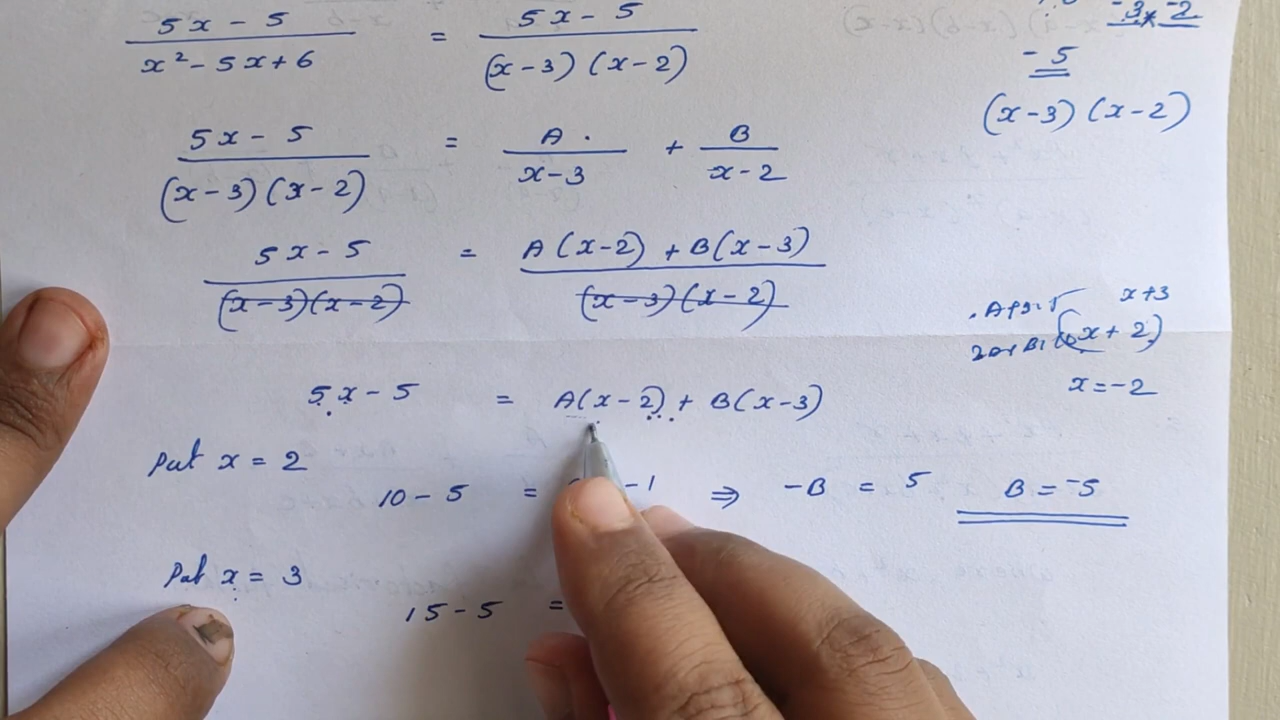 5x - 5 / x² - 5x + 6 = 5x - 5 / (x - 3) (x - 2)
-3 × -2
-5
(x - 3) (x - 2)
5x - 5 / (x - 3) (x - 2) = A / x - 3 + B / x - 2
5x - 5 / (x - 3)(x - 2) = A (x - 2) + B (x - 3) / (x - 3)(x - 2)
x + 3
x + 2)
x = -2
5x - 5 = A(x - 2) + B(x - 3)
Put x = 2
10 - 5 = -1 ⇒ -B = 5 B = -5
Put x = 3
15 - 5 =